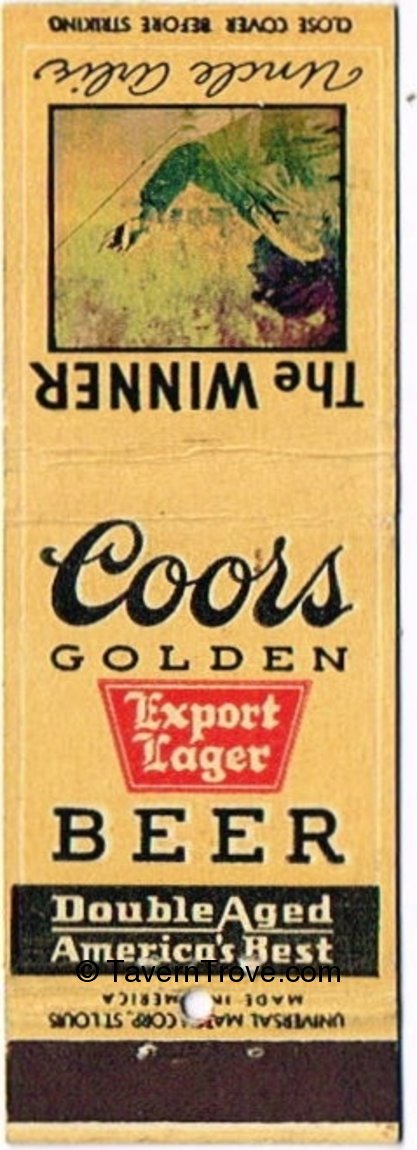 CLOSE COVER BEFORE STRIKING
Uncle Artie
The WINNER
Coors
GOLDEN
Export
Lager
BEER
Double Aged
America's Best
© TavernTrove.com
MADE IN AMERICA
UNIVERSAL MATCH CORP., ST. LOUIS